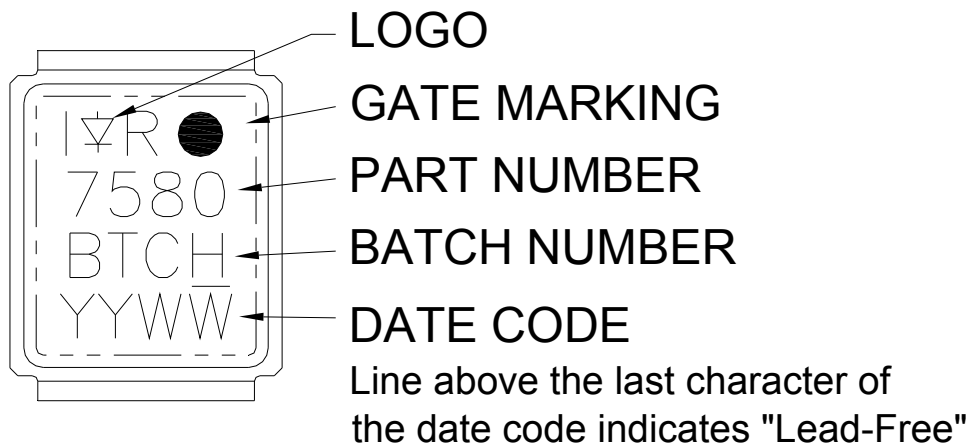 LOGO
I R
GATE MARKING
7580
PART NUMBER
BTCH
BATCH NUMBER
YYWW
DATE CODE
Line above the last character of
the date code indicates "Lead-Free"